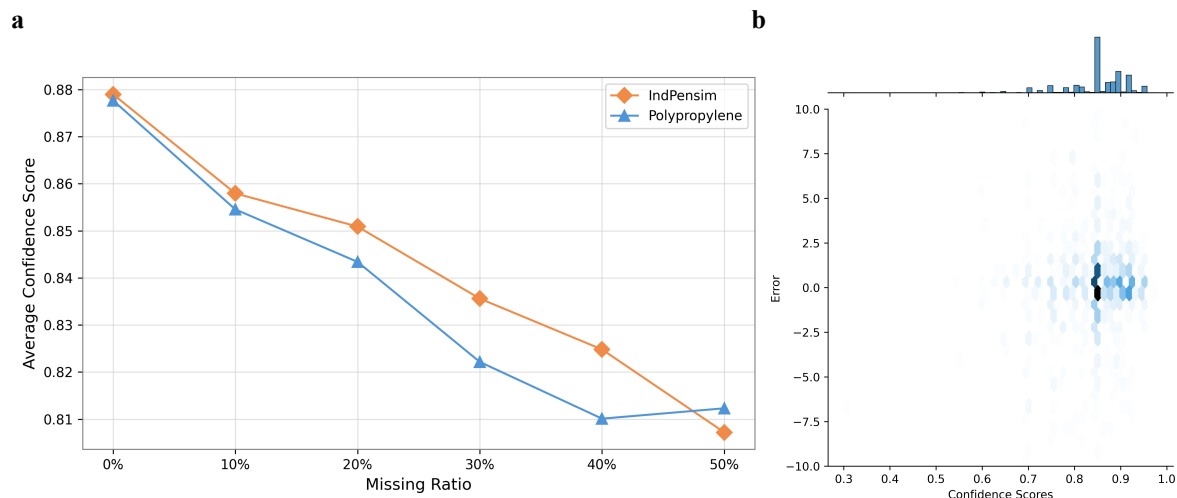 a
b
Average Confidence Score
0.88
0.87
0.86
0.85
0.84
0.83
0.82
0.81
IndPensim
Polypropylene
0% 10% 20% 30% 40% 50%
Missing Ratio
Error
10.0
7.5
5.0
2.5
0.0
−2.5
−5.0
−7.5
−10.0
0.3 0.4 0.5 0.6 0.7 0.8 0.9 1.0
Confidence Scores